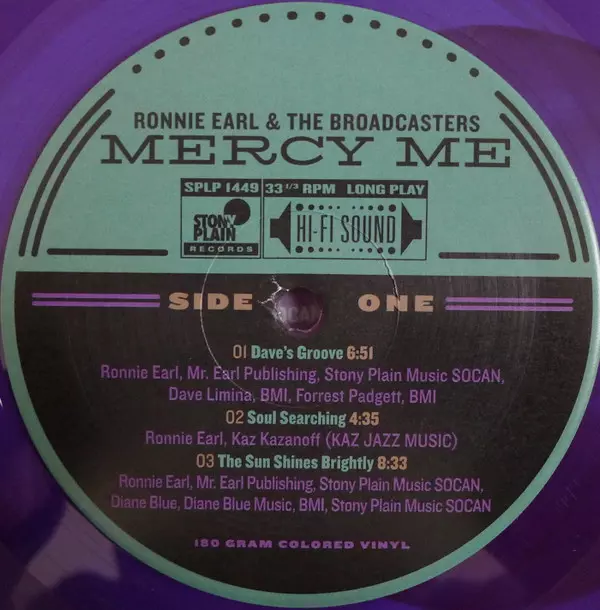 RONNIE EARL & THE BROADCASTERS
MERCY ME
SPLP 1449 33 1/3 RPM LONG PLAY
STONY PLAIN RECORDS
HI-FI SOUND
SIDE ONE
SOCAN
01 Dave's Groove 6:51
Ronnie Earl, Mr. Earl Publishing, Stony Plain Music SOCAN,
Dave Limina, BMI, Forrest Padgett, BMI
02 Soul Searching 4:35
Ronnie Earl, Kaz Kazanoff (KAZ JAZZ MUSIC)
03 The Sun Shines Brightly 8:33
Ronnie Earl, Mr. Earl Publishing, Stony Plain Music SOCAN,
Diane Blue, Diane Blue Music, BMI, Stony Plain Music SOCAN
180 GRAM COLORED VINYL